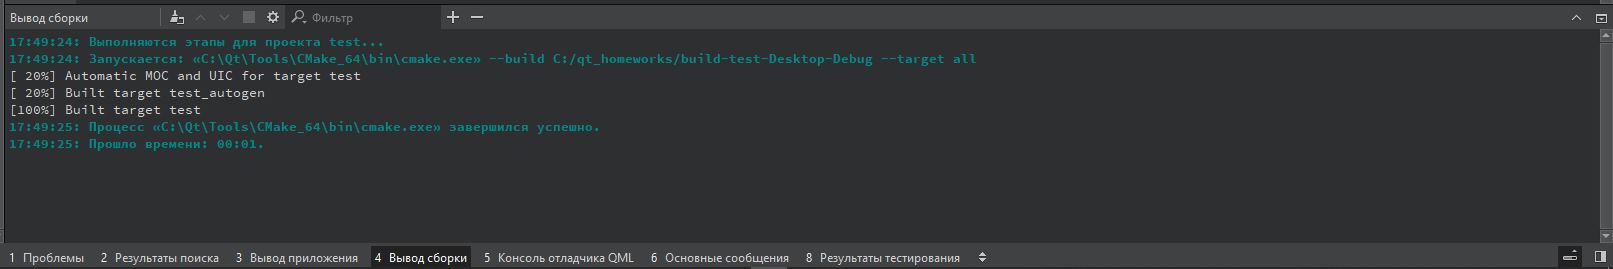 Вывод сборки Фильтр
17:49:24: Выполняются этапы для проекта test...
17:49:24: Запускается: «C:\Qt\Tools\CMake_64\bin\cmake.exe» --build C:/qt_homeworks/build-test-Desktop-Debug --target all
[ 20%] Automatic MOC and UIC for target test
[ 20%] Built target test_autogen
[100%] Built target test
17:49:25: Процесс «C:\Qt\Tools\CMake_64\bin\cmake.exe» завершился успешно.
17:49:25: Прошло времени: 00:01.
1 Проблемы 2 Результаты поиска 3 Вывод приложения 4 Вывод сборки 5 Консоль отладчика QML 6 Основные сообщения 8 Результаты тестирования